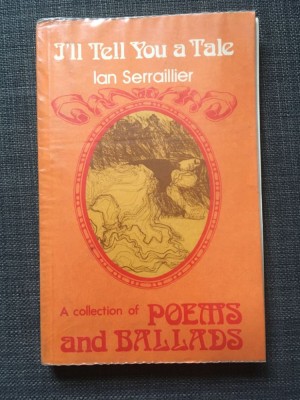 I'll Tell You a Tale
Ian Serraillier
A collection of POEMS
and BALLADS